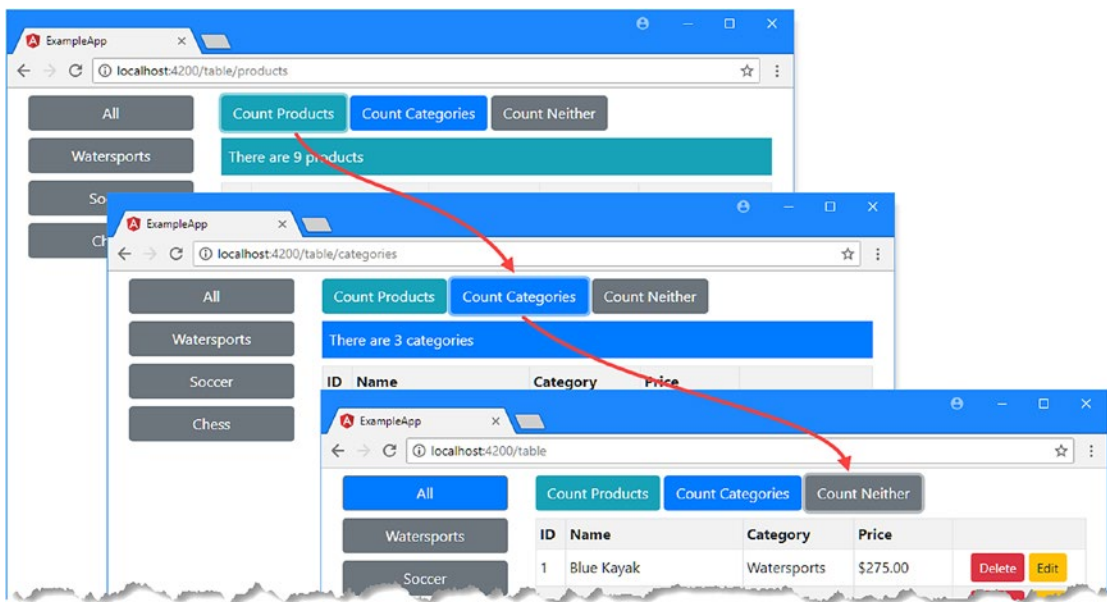 ExampleApp
localhost:4200/table/products
All
Count Products Count Categories Count Neither
Watersports
There are 9 products
So
Ch
ExampleApp
localhost:4200/table/categories
All
Count Products Count Categories Count Neither
Watersports
There are 3 categories
Soccer
ID Name Category Price
Chess
ExampleApp
localhost:4200/table
All
Count Products Count Categories Count Neither
Watersports
ID Name Category Price
1 Blue Kayak Watersports $275.00 Delete Edit
Soccer